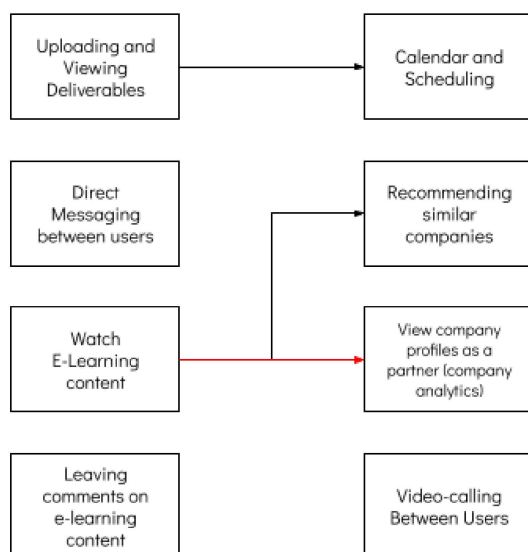 Uploading and
Viewing
Deliverables
Calendar and
Scheduling
Direct
Messaging
between users
Recommending
similar
companies
Watch
E-Learning
content
View company
profiles as a
partner (company
analytics)
Leaving
comments on
e-learning
content
Video-calling
Between Users